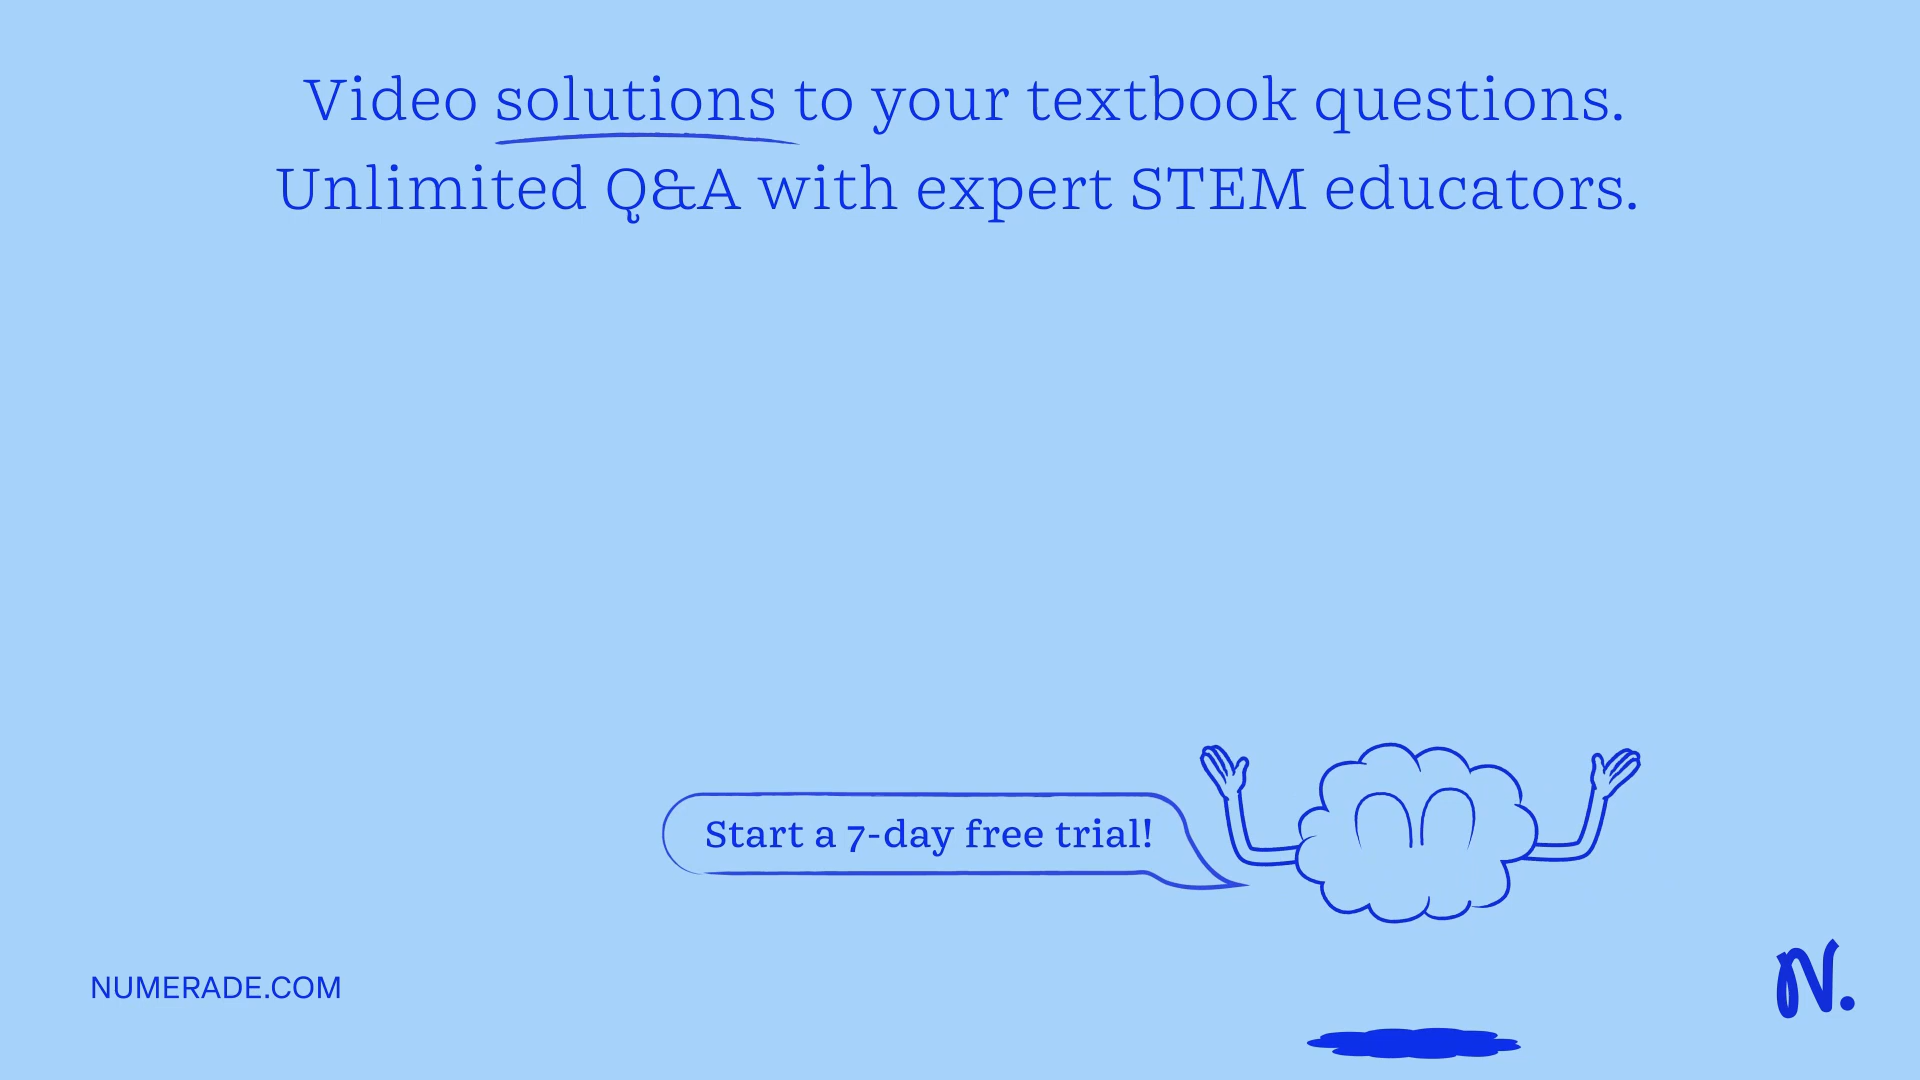 Video solutions to your textbook questions.
Unlimited Q&A with expert STEM educators.
Start a 7-day free trial!
NUMERADE.COM
N.